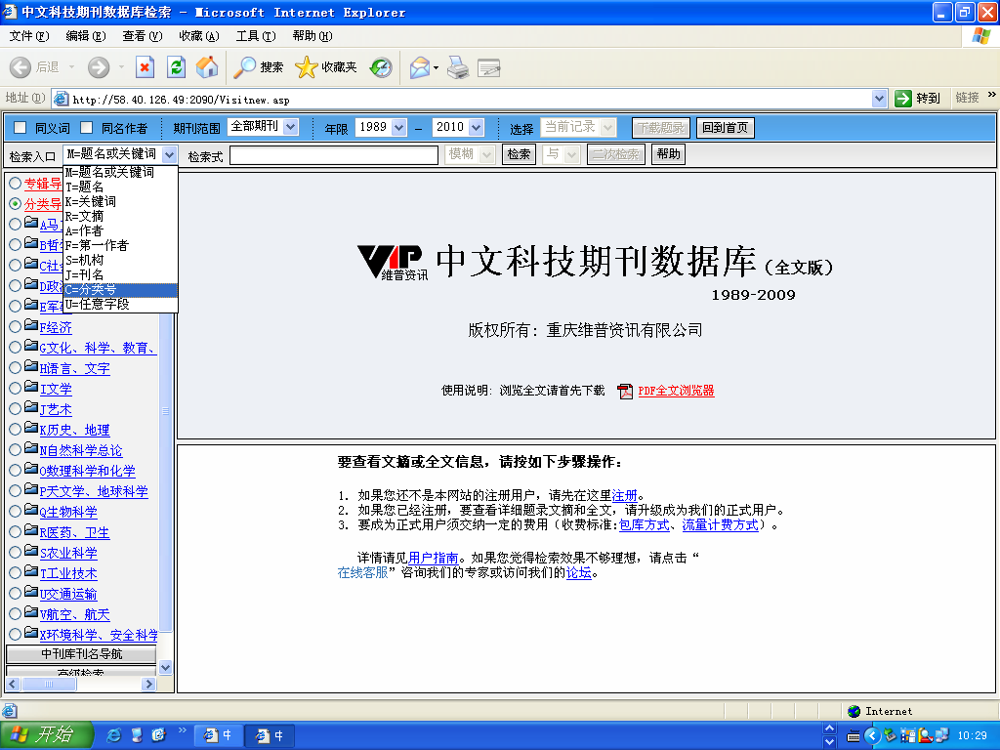 中文科技期刊数据库检索 - Microsoft Internet Explorer
文件(F) 编辑(E) 查看(V) 收藏(A) 工具(T) 帮助(H)
后退 搜索 收藏夹
地址(D) http://58.40.126.49:2090/Visitnew.asp 转到 链接 »
同义词 同名作者 期刊范围 全部期刊 年限 1989 - 2010 选择 当前记录 下载题录 回到首页
检索入口 M=题名或关键词 检索式 模糊 检索 与 二次检索 帮助
M=题名或关键词
T=题名
K=关键词
R=文摘
A=作者
F=第一作者
S=机构
J=刊名
C=分类号
U=任意字段
专辑导
分类导
A马
B哲
C社
D政
E军
F经济
G文化、科学、教育、
H语言、文字
I文学
J艺术
K历史、地理
N自然科学总论
O数理科学和化学
P天文学、地球科学
Q生物科学
R医药、卫生
S农业科学
T工业技术
U交通运输
V航空、航天
X环境科学、安全科学
中刊库刊名导航
高级检索
VIP 维普资讯 中文科技期刊数据库(全文版)
1989-2009
版权所有: 重庆维普资讯有限公司
使用说明: 浏览全文请首先下载 PDF全文浏览器
要查看文摘或全文信息，请按如下步骤操作：
1. 如果您还不是本网站的注册用户，请先在这里注册。
2. 如果您已经注册，要查看详细题录文摘和全文，请升级成为我们的正式用户。
3. 要成为正式用户须交纳一定的费用（收费标准:包库方式、流量计费方式）。
详情请见用户指南。如果您觉得检索效果不够理想，请点击“
在线客服”咨询我们的专家或访问我们的论坛。
Internet
开始 » 中 中 10:29